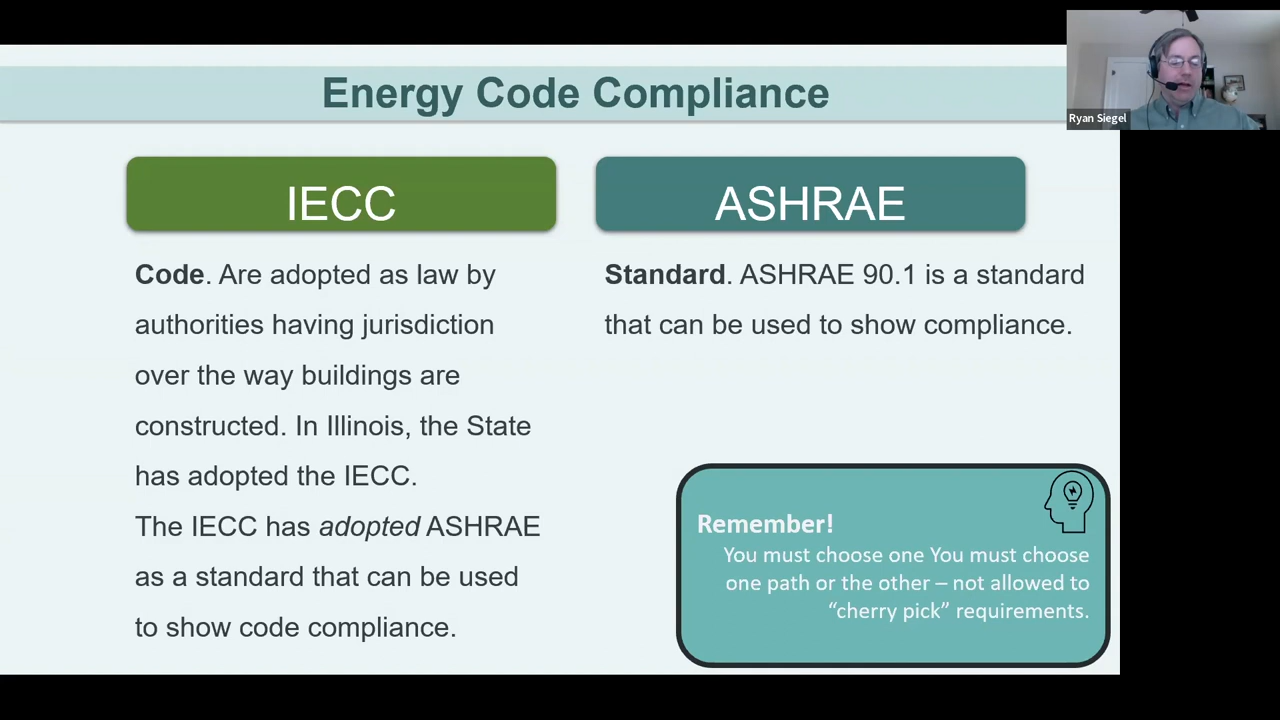 Energy Code Compliance
Ryan Siegel
IECC
Code. Are adopted as law by
authorities having jurisdiction
over the way buildings are
constructed. In Illinois, the State
has adopted the IECC.
The IECC has adopted ASHRAE
as a standard that can be used
to show code compliance.
ASHRAE
Standard. ASHRAE 90.1 is a standard
that can be used to show compliance.
Remember!
You must choose one You must choose
one path or the other – not allowed to
“cherry pick” requirements.